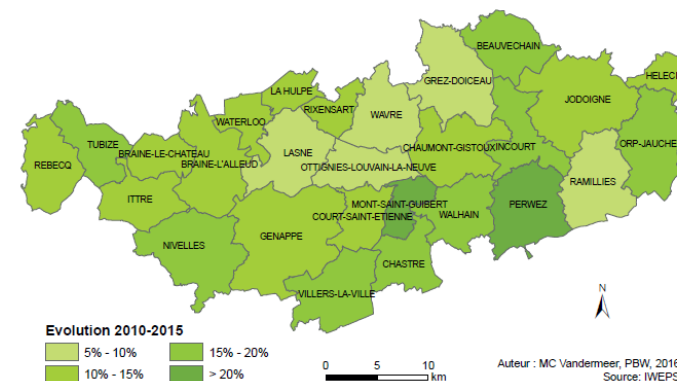 BEAUVECHAIN
GREZ-DOICEAU
HELECI
LA HULPE
JODOIGNE
RIXENSART
WAVRE
WATERLOO
TUBIZE
CHAUMONT-GISTOUX
INCOURT
ORP-JAUCHE
BRAINE-LE-CHATEAU
LASNE
REBECQ
BRAINE-L'ALLEUD
OTTIGNIES-LOUVAIN-LA-NEUVE
RAMILLIES
ITTRE
MONT-SAINT-GUIBERT
PERWEZ
COURT-SAINT-ETIENNE
WALHAIN
GENAPPE
NIVELLES
CHASTRE
VILLERS-LA-VILLE
N
Evolution 2010-2015
5% - 10%
15% - 20%
10% - 15%
> 20%
0 5 10
km
Auteur : MC Vandermeer, PBW, 2016
Source: IWEPS